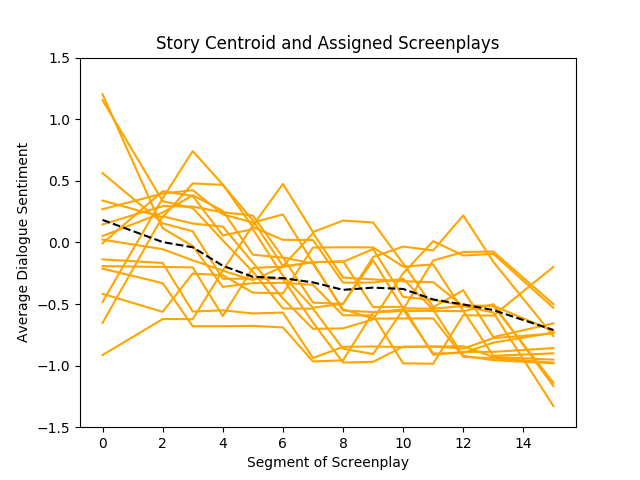 Story Centroid and Assigned Screenplays
1.5
1.0
0.5
0.0
−0.5
−1.0
−1.5
Average Dialogue Sentiment
0 2 4 6 8 10 12 14
Segment of Screenplay